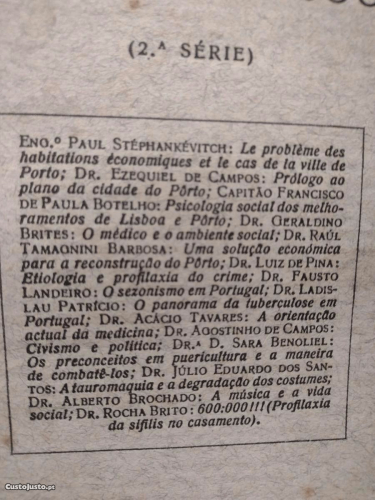 (2.ª SÉRIE)
ENG.º PAUL STÉPHANKÉVITCH: Le problème des
habitations économiques et le cas de la ville de
Porto; DR. EZEQUIEL DE CAMPOS: Prólogo ao
plano da cidade do Pôrto; CAPITÃO FRANCISCO
DE PAULA BOTELHO: Psicologia social dos melho-
ramentos de Lisboa e Pôrto; DR. GERALDINO
BRITES: O médico e o ambiente social; DR. RAÚL
TAMAGNINI BARBOSA: Uma solução económica
para a reconstrução do Pôrto; DR. LUIZ DE PINA:
Etiologia e profilaxia do crime; DR. FAUSTO
LANDEIRO: O sezonismo em Portugal; DR. LADIS-
LAU PATRÍCIO: O panorama da tuberculose em
Portugal; DR. ACÁCIO TAVARES: A orientação
actual da medicina; DR. AGOSTINHO DE CAMPOS:
Civismo e política; DR.ª D. SARA BENOLIEL:
Os preconceitos em puericultura e a maneira
de combatê-los; DR. JÚLIO EDUARDO DOS SAN-
TOS: A tauromaquia e a degradação dos costumes;
DR. ALBERTO BROCHADO: A música e a vida
social; DR. ROCHA BRITO: 600:000!!! (Profilaxia
da sífilis no casamento).
CustoJusto.pt